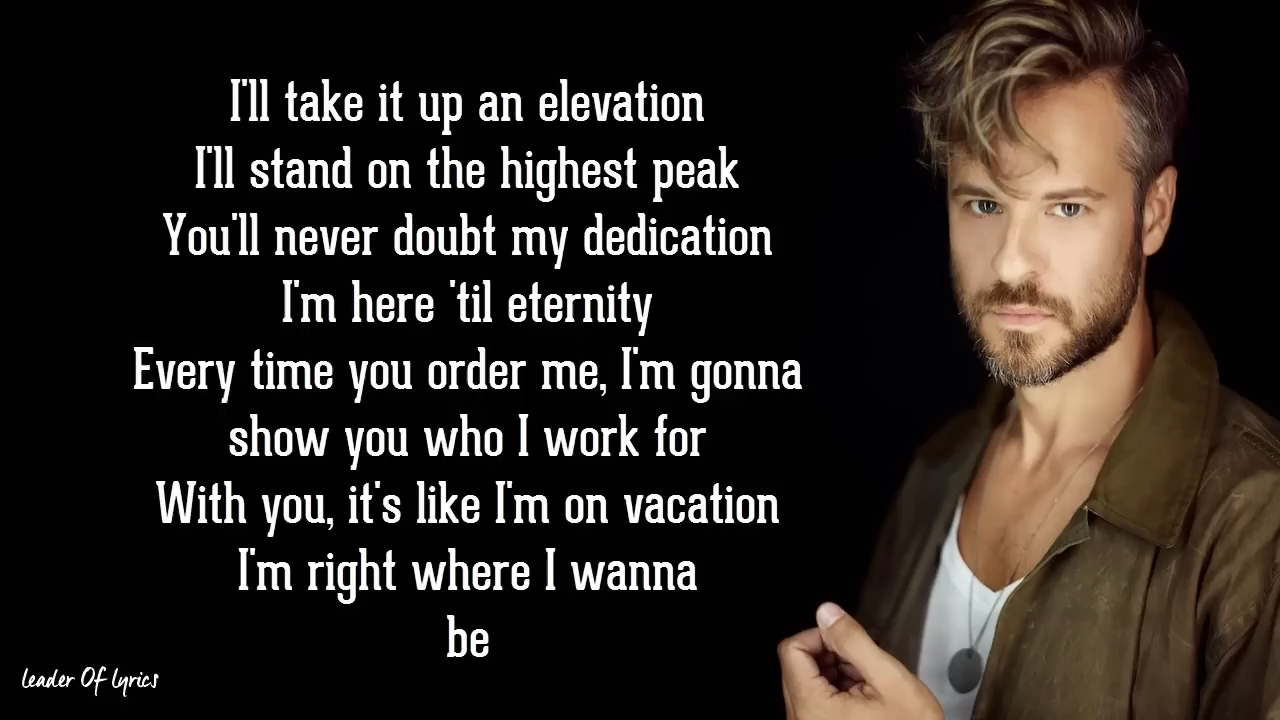 I'll take it up an elevation
I'll stand on the highest peak
You'll never doubt my dedication
I'm here 'til eternity
Every time you order me, I'm gonna
show you who I work for
With you, it's like I'm on vacation
I'm right where I wanna
be
Leader Of Lyrics